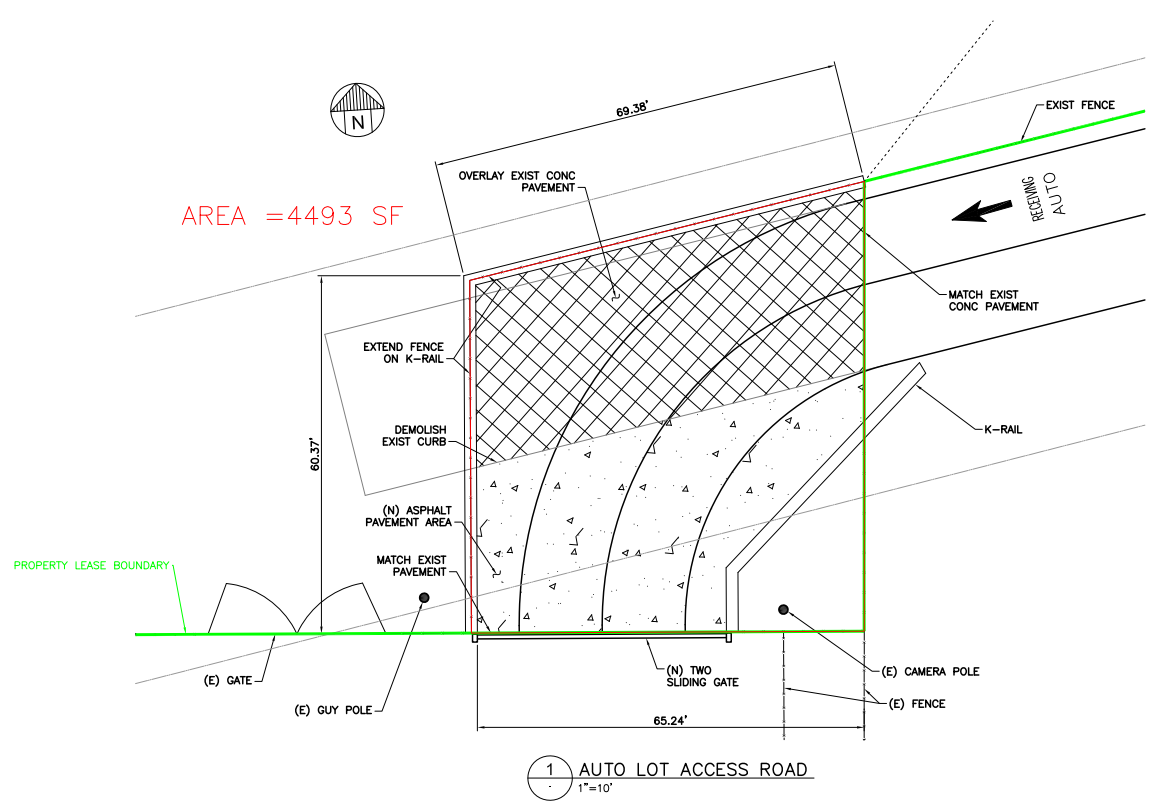 69.38'
EXIST FENCE
N
OVERLAY EXIST CONC
PAVEMENT
RECEIVING
AUTO
AREA =4493 SF
MATCH EXIST
CONC PAVEMENT
EXTEND FENCE
ON K-RAIL
DEMOLISH
EXIST CURB
K-RAIL
60.37'
(N) ASPHALT
PAVEMENT AREA
MATCH EXIST
PAVEMENT
PROPERTY LEASE BOUNDARY
(E) GATE
(N) TWO
SLIDING GATE
(E) CAMERA POLE
(E) GUY POLE
(E) FENCE
65.24'
1
-
AUTO LOT ACCESS ROAD
1"=10'